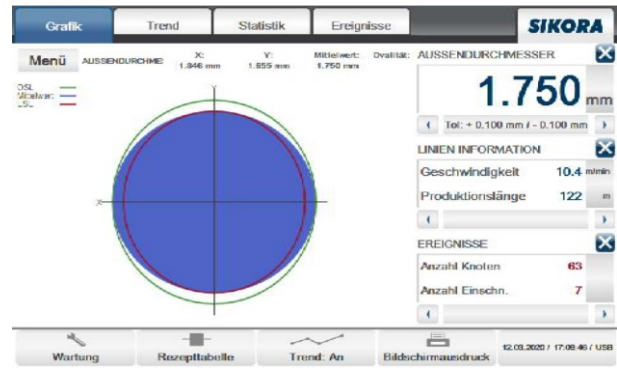 Grafik Trend Statistik Ereignisse SIKORA
Menü AUSSENDURCHME X: Y: Mittelwert: Ovalität:
1.846 mm 1.655 mm 1.750 mm
OSL
Mittelwert
LSL
Y
X
AUSSENDURCHMESSER
1.750 mm
Tol: + 0.100 mm / - 0.100 mm
LINIEN INFORMATION
Geschwindigkeit 10.4 m/min
Produktionslänge 122 m
EREIGNISSE
Anzahl Knoten 63
Anzahl Einschn. 7
Wartung Rezepttabelle Trend: An Bildschirmausdruck 12.03.2020 / 17:08:46 / USB